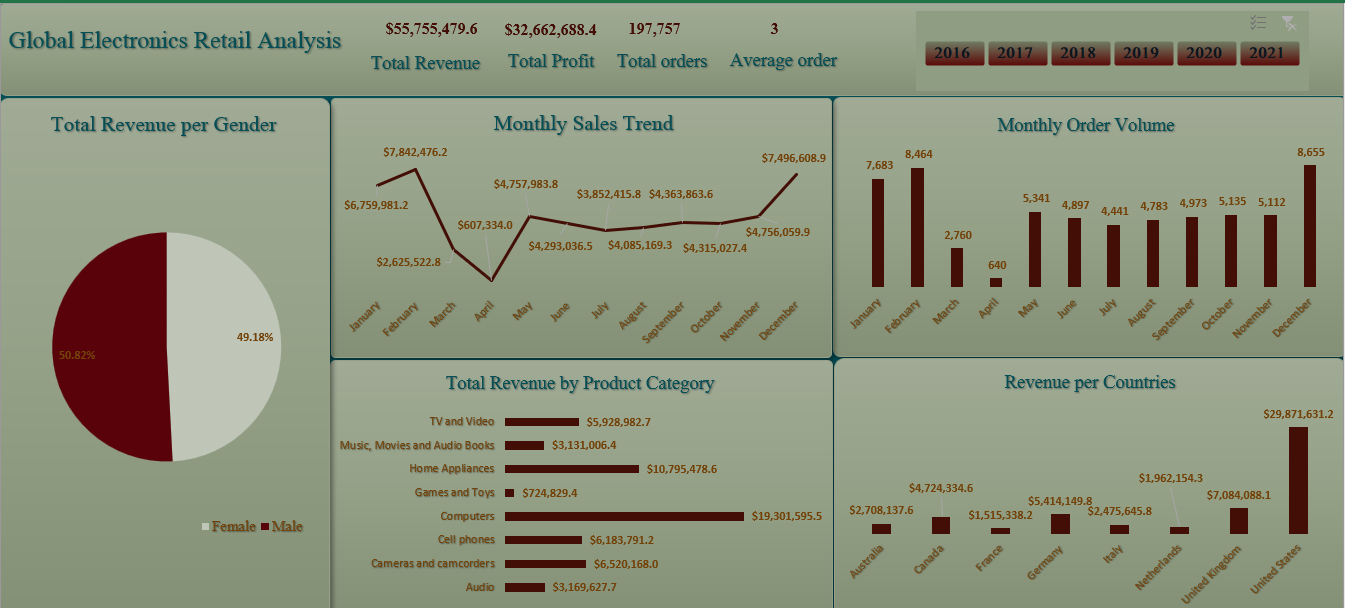 Global Electronics Retail Analysis
$55,755,479.6
Total Revenue
$32,662,688.4
Total Profit
197,757
Total orders
3
Average order
2016 2017 2018 2019 2020 2021
Total Revenue per Gender
49.18%
50.82%
Female Male
Monthly Sales Trend
$6,759,981.2
$7,842,476.2
$2,625,522.8
$607,334.0
$4,757,983.8
$4,293,036.5
$3,852,415.8
$4,085,169.3
$4,363,863.6
$4,315,027.4
$4,756,059.9
$7,496,608.9
January February March April May June July August September October November December
Monthly Order Volume
7,683 8,464 2,760 640 5,341 4,897 4,441 4,783 4,973 5,135 5,112 8,655
January February March April May June July August September October November December
Total Revenue by Product Category
TV and Video $5,928,982.7
Music, Movies and Audio Books $3,131,006.4
Home Appliances $10,795,478.6
Games and Toys $724,829.4
Computers $19,301,595.5
Cell phones $6,183,791.2
Cameras and camcorders $6,520,168.0
Audio $3,169,627.7
Revenue per Countries
$2,708,137.6
$4,724,334.6
$1,515,338.2
$5,414,149.8
$2,475,645.8
$1,962,154.3
$7,084,088.1
$29,871,631.2
Australia Canada France Germany Italy Netherlands United Kingdom United States